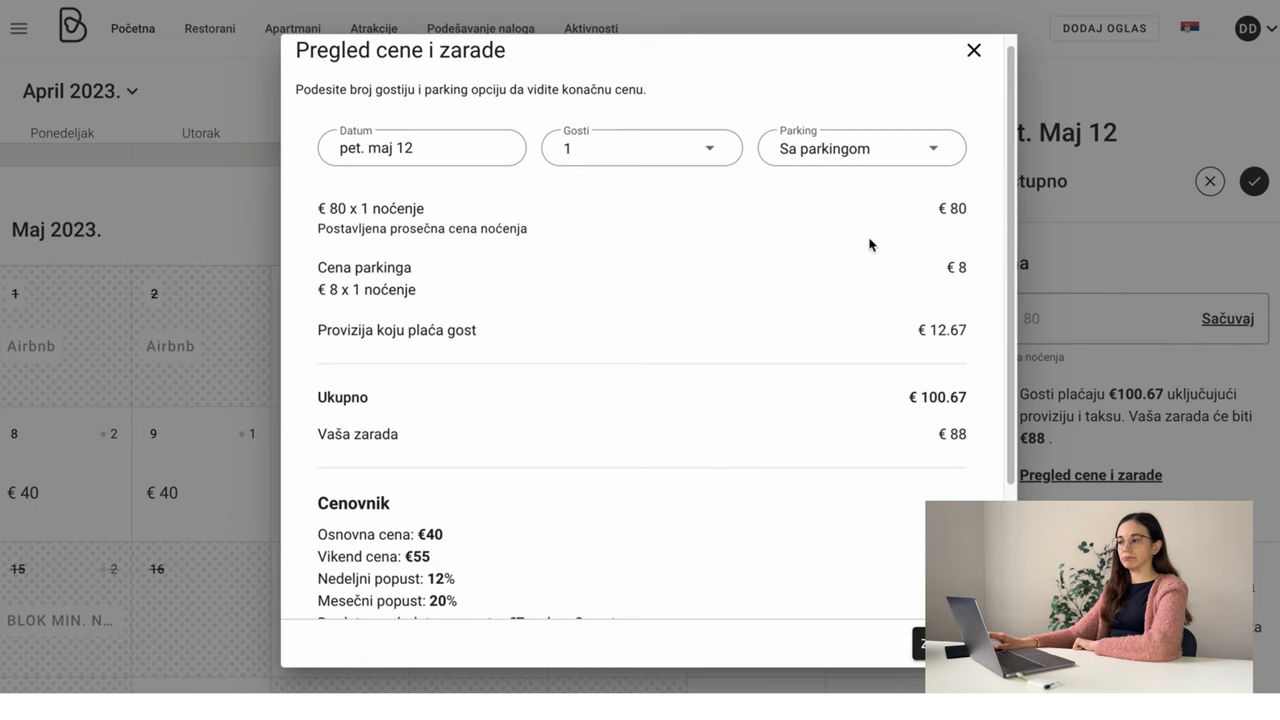 Početna Restorani Apartmani Atrakcije Podešavanje naloga Aktivnosti DODAJ OGLAS DD
April 2023.
Ponedeljak Utorak
Maj 2023.
1 2
Airbnb Airbnb
8 2 9 1
€ 40 € 40
15 2 16
BLOK MIN. N...
Pregled cene i zarade
Podesite broj gostiju i parking opciju da vidite konačnu cenu.
Datum Gosti Parking
pet. maj 12 1 Sa parkingom
€ 80 x 1 noćenje € 80
Postavljena prosečna cena noćenja
Cena parkinga € 8
€ 8 x 1 noćenje
Provizija koju plaća gost € 12.67
Ukupno € 100.67
Vaša zarada € 88
Cenovnik
Osnovna cena: €40
Vikend cena: €55
Nedeljni popust: 12%
Mesečni popust: 20%
t. Maj 12
tupno
80 Sačuvaj
a noćenja
Gosti plaćaju €100.67 uključujući
proviziju i taksu. Vaša zarada će biti
€88 .
Pregled cene i zarade